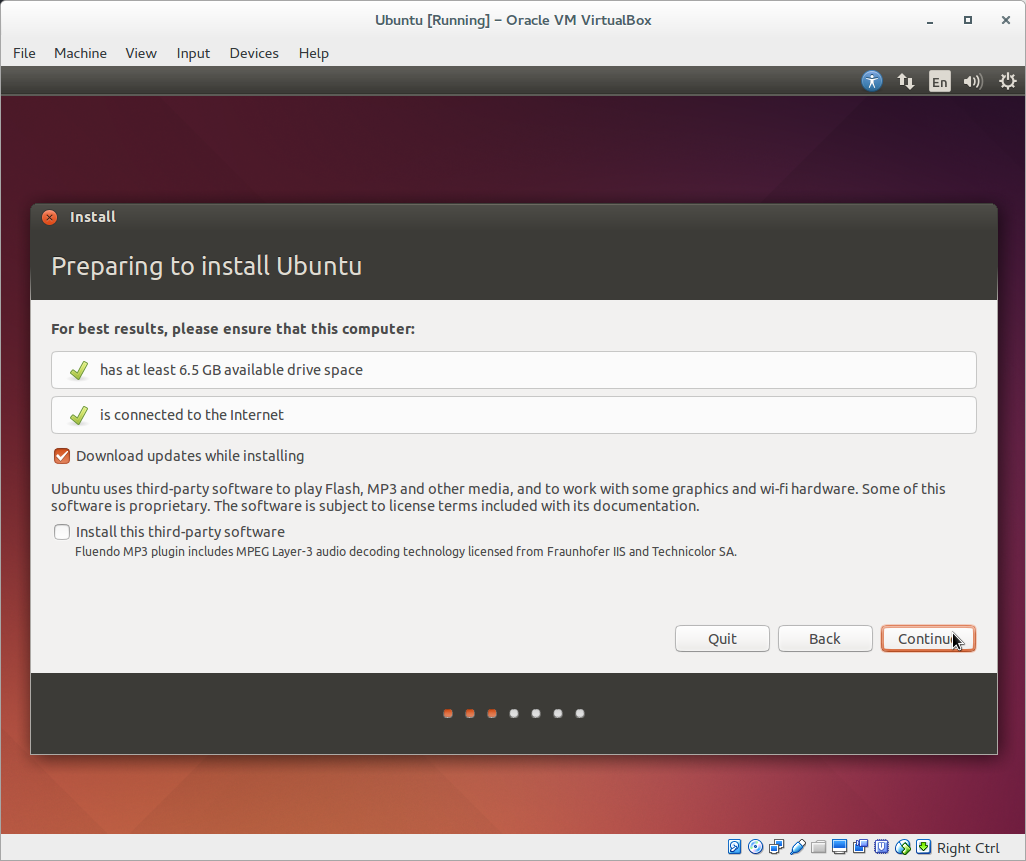 Ubuntu [Running] – Oracle VM VirtualBox
File Machine View Input Devices Help
En
Install
Preparing to install Ubuntu
For best results, please ensure that this computer:
has at least 6.5 GB available drive space
is connected to the Internet
Download updates while installing
Ubuntu uses third-party software to play Flash, MP3 and other media, and to work with some graphics and wi-fi hardware. Some of this
software is proprietary. The software is subject to license terms included with its documentation.
Install this third-party software
Fluendo MP3 plugin includes MPEG Layer-3 audio decoding technology licensed from Fraunhofer IIS and Technicolor SA.
Quit Back Continue
Right Ctrl